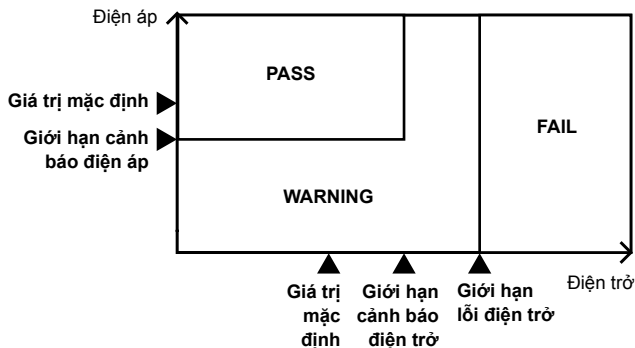 Điện áp
PASS
Giá trị mặc định
Giới hạn cảnh
báo điện áp
FAIL
WARNING
Điện trở
Giá trị
mặc
định
Giới hạn
cảnh báo
điện trở
Giới hạn
lỗi điện trở